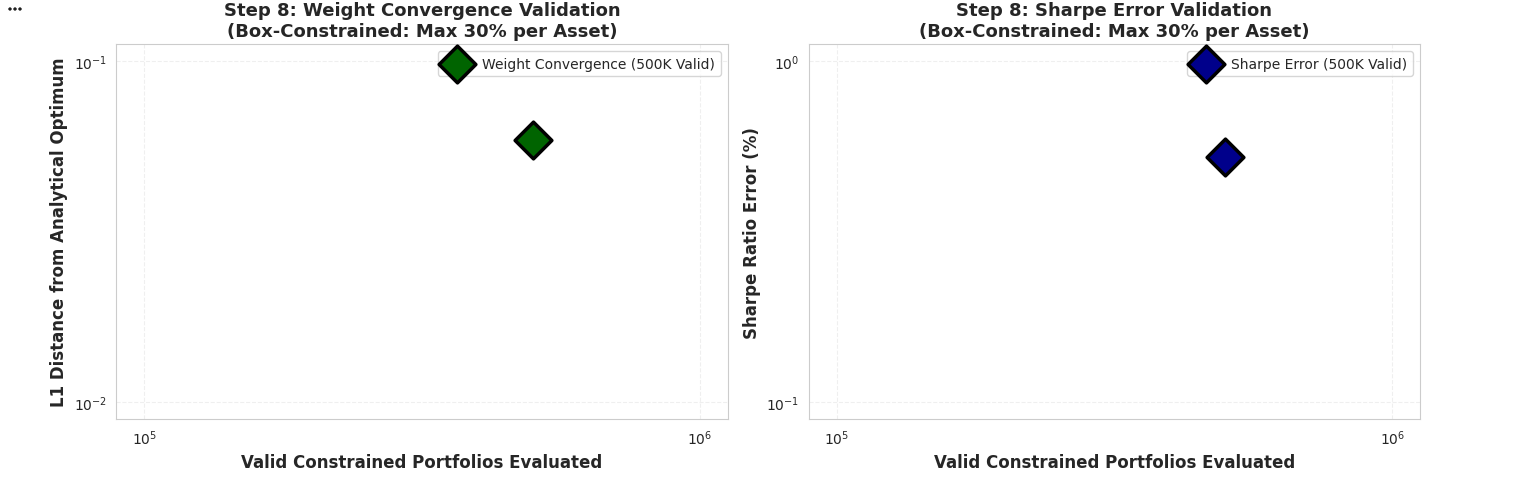 ...
Step 8: Weight Convergence Validation
(Box-Constrained: Max 30% per Asset)
Weight Convergence (500K Valid)
L1 Distance from Analytical Optimum
10⁻¹
10⁻²
10⁵
10⁶
Valid Constrained Portfolios Evaluated
Step 8: Sharpe Error Validation
(Box-Constrained: Max 30% per Asset)
Sharpe Error (500K Valid)
Sharpe Ratio Error (%)
10⁰
10⁻¹
10⁵
10⁶
Valid Constrained Portfolios Evaluated